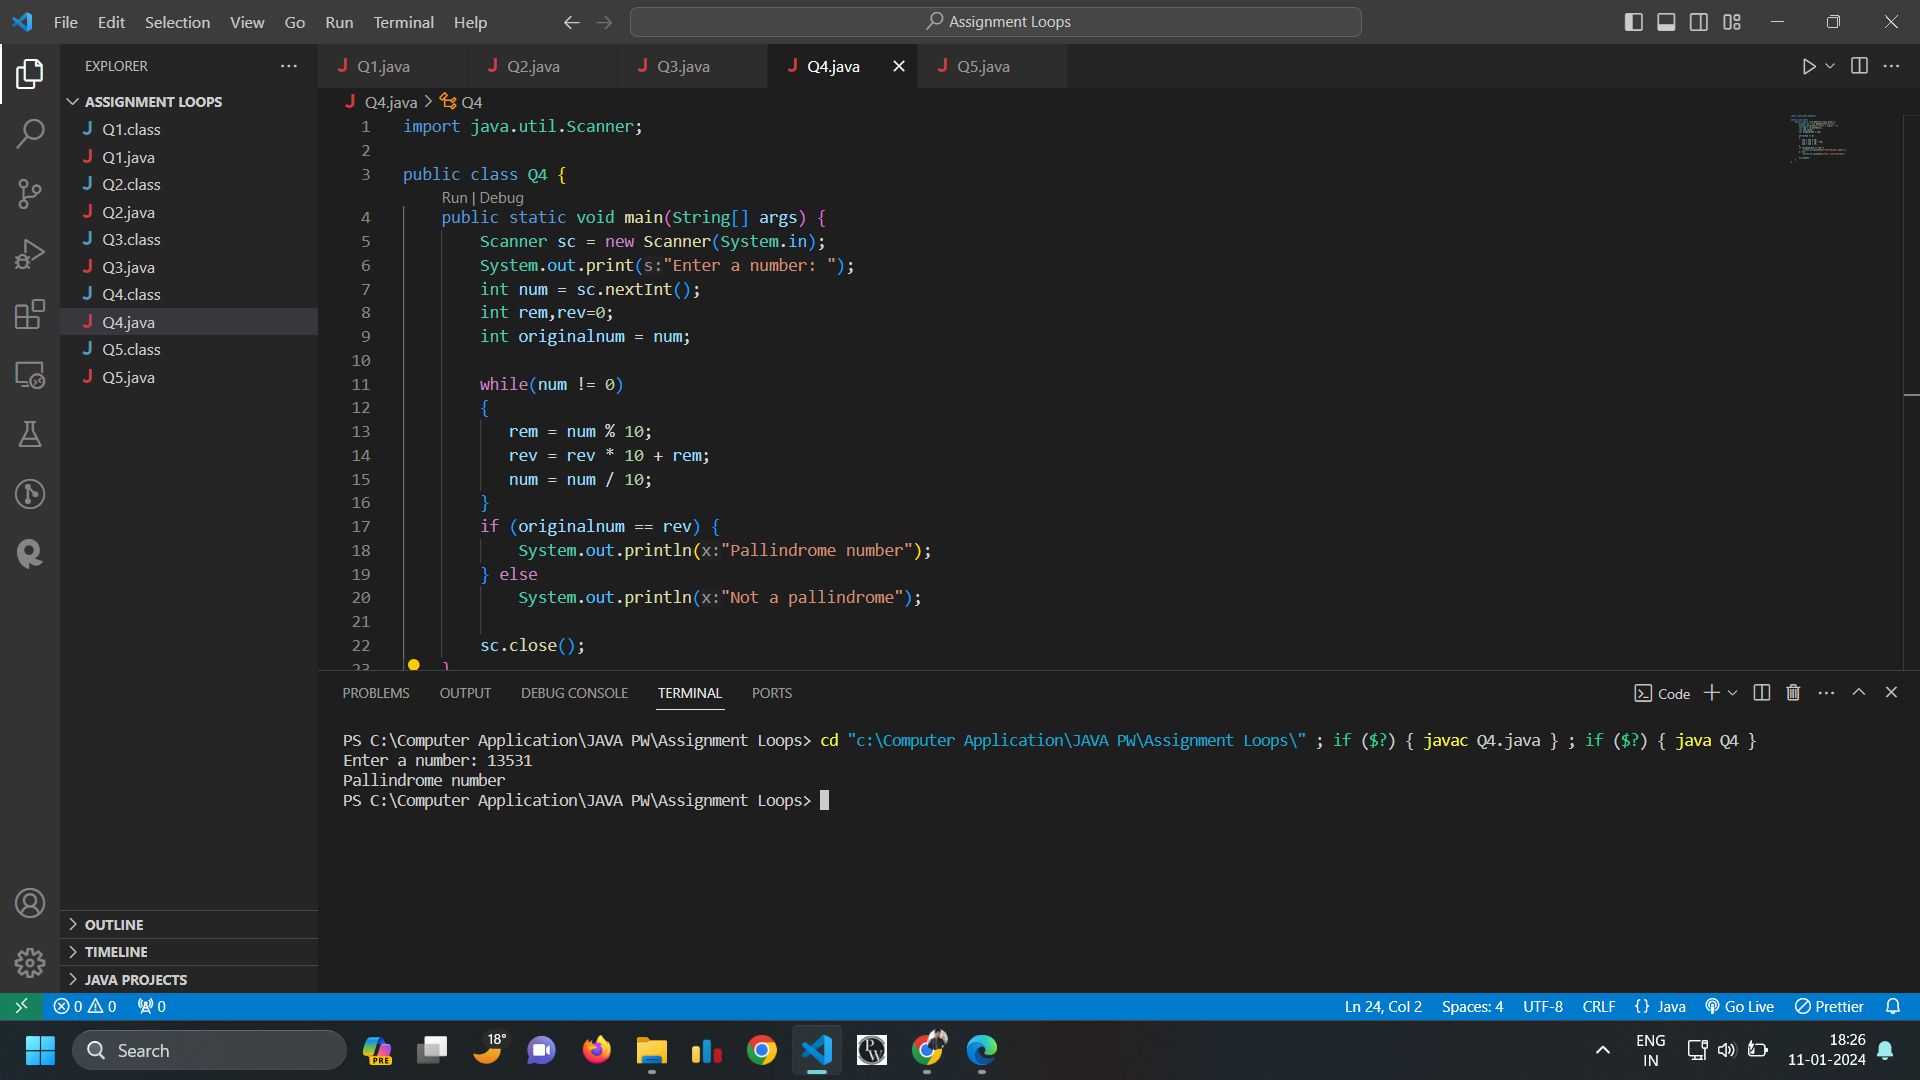 File Edit Selection View Go Run Terminal Help
Assignment Loops
EXPLORER
ASSIGNMENT LOOPS
Q1.class
Q1.java
Q2.class
Q2.java
Q3.class
Q3.java
Q4.class
Q4.java
Q5.class
Q5.java
OUTLINE
TIMELINE
JAVA PROJECTS
Q1.java Q2.java Q3.java Q4.java Q5.java
Q4.java > Q4
1 import java.util.Scanner;
2
3 public class Q4 {
Run | Debug
4 public static void main(String[] args) {
5 Scanner sc = new Scanner(System.in);
6 System.out.print(s:"Enter a number: ");
7 int num = sc.nextInt();
8 int rem,rev=0;
9 int originalnum = num;
10
11 while(num != 0)
12 {
13 rem = num % 10;
14 rev = rev * 10 + rem;
15 num = num / 10;
16 }
17 if (originalnum == rev) {
18 System.out.println(x:"Pallindrome number");
19 } else
20 System.out.println(x:"Not a pallindrome");
21
22 sc.close();
23 }
PROBLEMS OUTPUT DEBUG CONSOLE TERMINAL PORTS
Code
PS C:\Computer Application\JAVA PW\Assignment Loops> cd "c:\Computer Application\JAVA PW\Assignment Loops\" ; if ($?) { javac Q4.java } ; if ($?) { java Q4 }
Enter a number: 13531
Pallindrome number
PS C:\Computer Application\JAVA PW\Assignment Loops>
0 0 0
Ln 24, Col 2 Spaces: 4 UTF-8 CRLF {} Java Go Live Prettier
Search
PRE
18°
PW
ENG
IN
18:26
11-01-2024